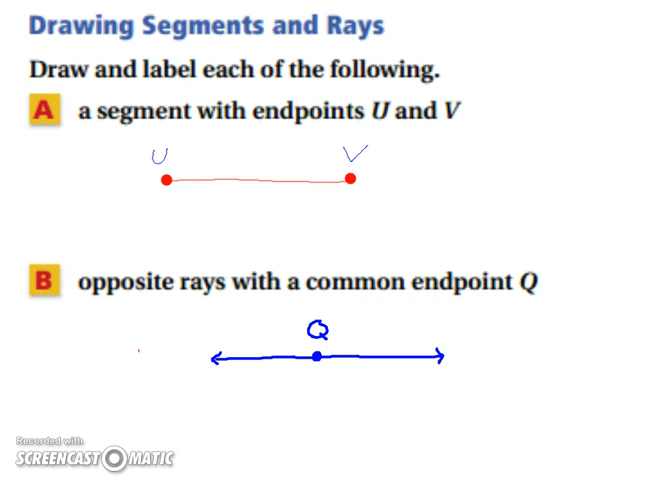 Drawing Segments and Rays
Draw and label each of the following.
A a segment with endpoints U and V
U V
B opposite rays with a common endpoint Q
Q
Recorded with
SCREENCAST O MATIC